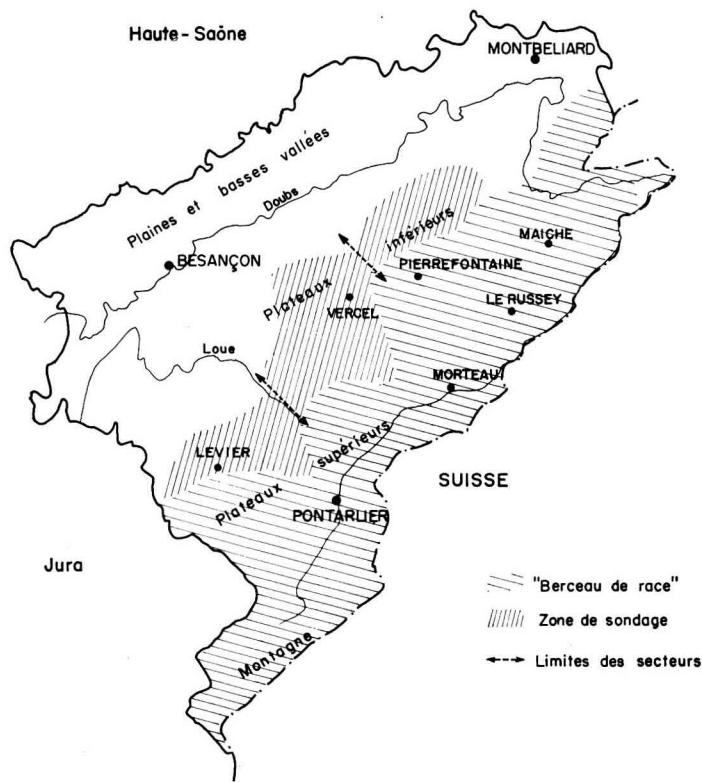 Haute-Saône
MONTBELIARD
Plaines et basses vallées
Doubs
BESANÇON
Plateaux inférieurs
MAICHE
PIERREFONTAINE
VERCEL
LE RUSSEY
Loue
MORTEAU
LEVIER
Plateaux supérieurs
SUISSE
PONTARLIER
Jura
"Berceau de race"
Zone de sondage
Limites des secteurs
Montagne